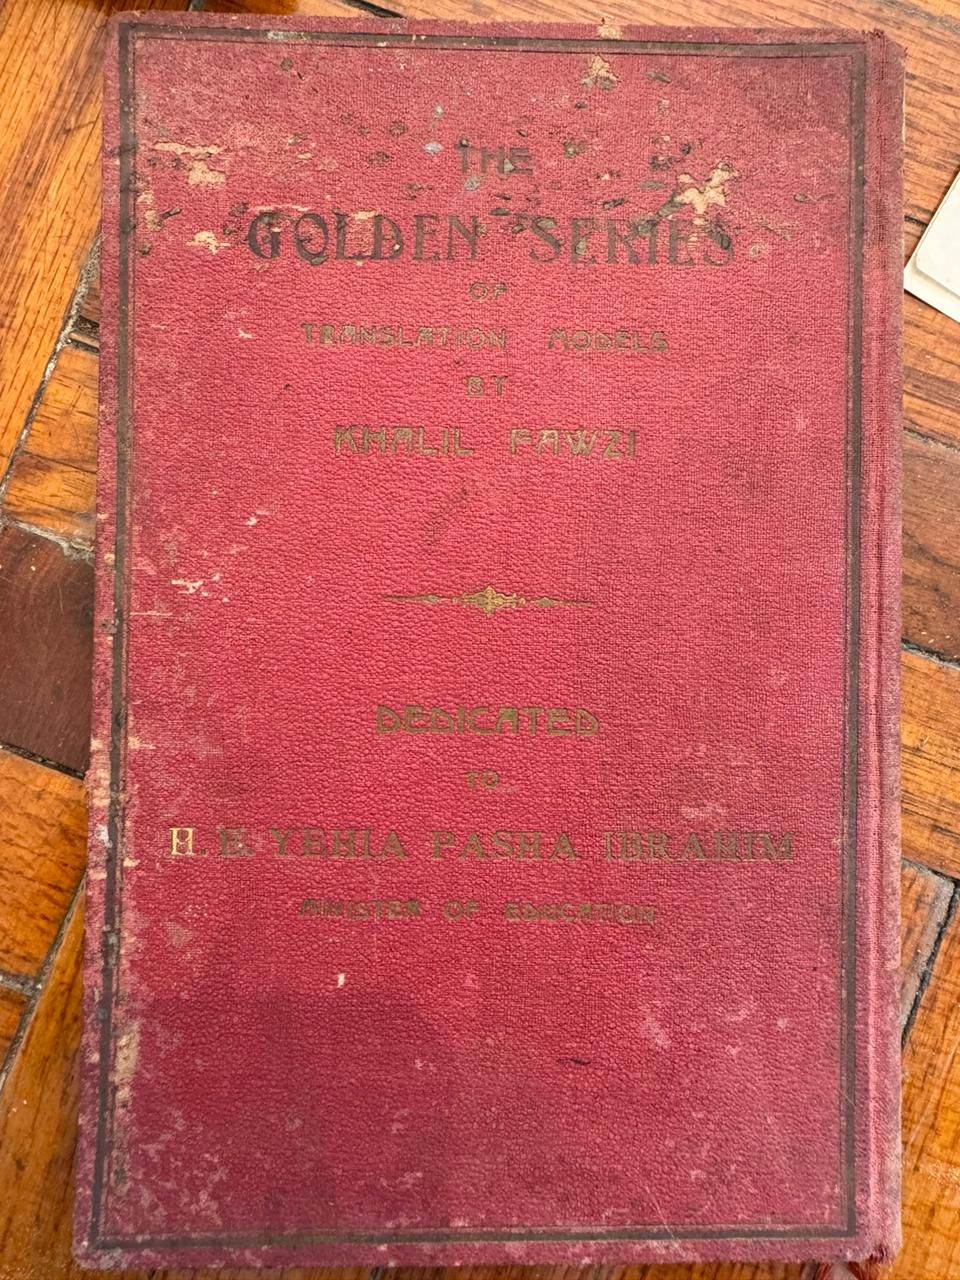 THE
GOLDEN SERIES
OF
TRANSLATION MODELS
BY
KHALIL FAWZI
DEDICATED
TO
H. E. YEHIA PASHA IBRAHIM
MINISTER OF EDUCATION